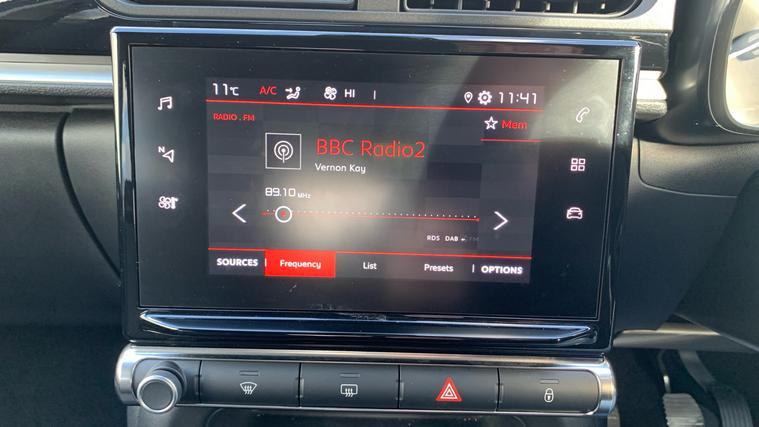 11°C A/C HI 11:41
RADIO . FM
Mem
BBC Radio2
Vernon Kay
N
89.10 MHz
RDS DAB FM
SOURCES Frequency List Presets OPTIONS